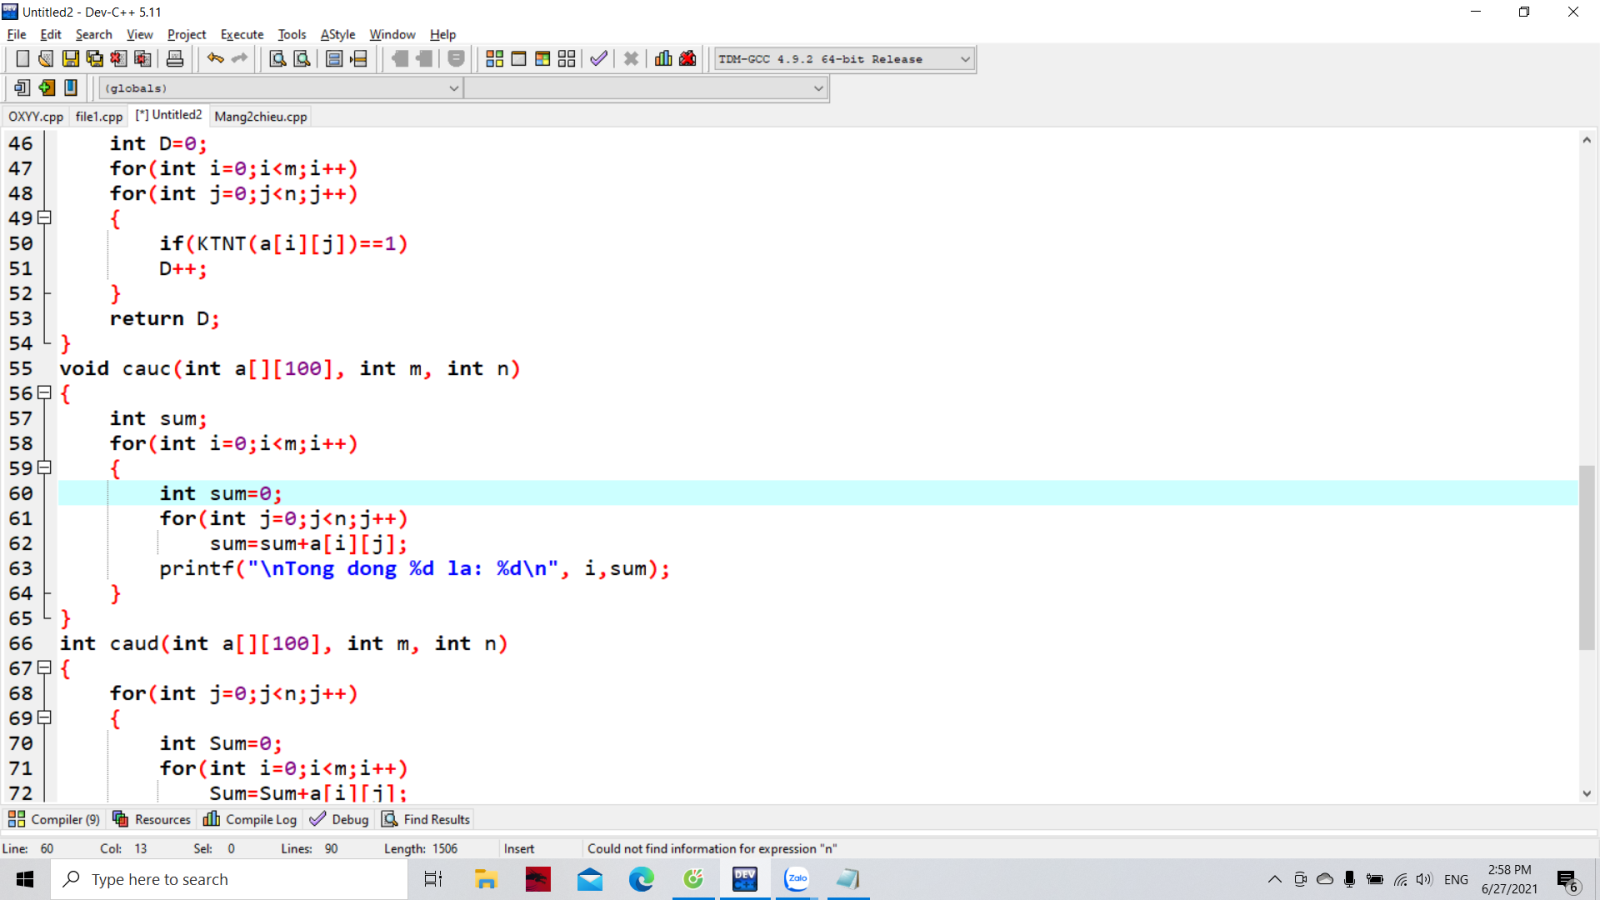 Untitled2 - Dev-C++ 5.11
File Edit Search View Project Execute Tools AStyle Window Help
TDM-GCC 4.9.2 64-bit Release
(globals)
OXYY.cpp file1.cpp [*] Untitled2 Mang2chieu.cpp
46 int D=0;
47 for(int i=0;i<m;i++)
48 for(int j=0;j<n;j++)
49 {
50 if(KTNT(a[i][j])==1)
51 D++;
52 }
53 return D;
54 }
55 void cauc(int a[][100], int m, int n)
56 {
57 int sum;
58 for(int i=0;i<m;i++)
59 {
60 int sum=0;
61 for(int j=0;j<n;j++)
62 sum=sum+a[i][j];
63 printf("\nTong dong %d la: %d\n", i,sum);
64 }
65 }
66 int caud(int a[][100], int m, int n)
67 {
68 for(int j=0;j<n;j++)
69 {
70 int Sum=0;
71 for(int i=0;i<m;i++)
72 Sum=Sum+a[i][j];
Compiler (9) Resources Compile Log Debug Find Results
Line: 60 Col: 13 Sel: 0 Lines: 90 Length: 1506 Insert Could not find information for expression "n"
Type here to search DEV Zalo ENG 2:58 PM
6/27/2021 6